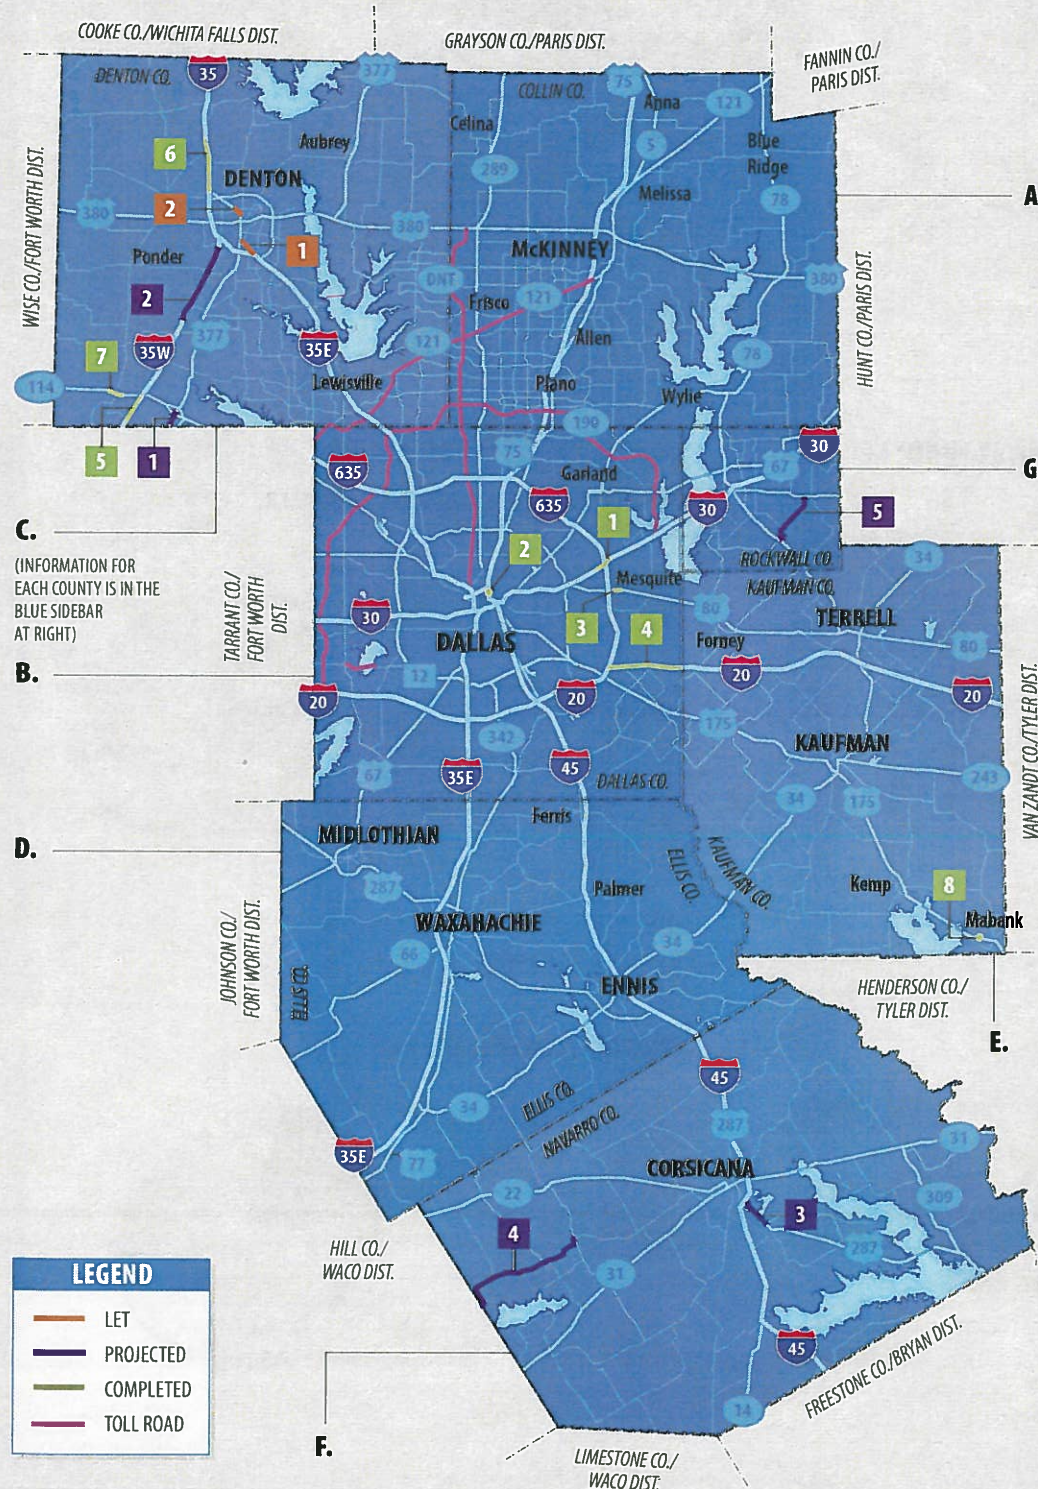 COOKE CO./WICHITA FALLS DIST.
GRAYSON CO./PARIS DIST.
FANNIN CO./
PARIS DIST.
DENTON CO.
35
377
COLLIN CO.
75
Anna
121
Celina
Aubrey
5
Blue
Ridge
6
289
DENTON
Melissa
78
A
WISE CO./FORT WORTH DIST.
2
380
380
1
McKINNEY
Ponder
HUNT CO./PARIS DIST.
DNT
380
2
Frisco
121
377
35W
35E
121
Allen
78
7
114
Lewisville
Plano
Wylie
190
5
1
75
30
635
Garland
67
G
635
30
1
5
C.
(INFORMATION FOR
EACH COUNTY IS IN THE
BLUE SIDEBAR
AT RIGHT)
2
ROCKWALL CO.
KAUFMAN CO.
34
Mesquite
TARRANT CO./
FORT WORTH
DIST.
30
80
TERRELL
3
4
DALLAS
Forney
80
B.
12
20
20
20
20
VAN ZANDT CO./TYLER DIST.
175
342
KAUFMAN
67
35E
45
DALLAS CO.
243
34
175
Ferris
MIDLOTHIAN
D.
ELLIS CO.
KAUFMAN CO.
287
Palmer
Kemp
8
WAXAHACHIE
Mabank
JOHNSON CO./
FORT WORTH DIST.
66
34
ELLIS CO.
ENNIS
HENDERSON CO./
TYLER DIST.
E.
45
34
ELLIS CO.
NAVARRO CO.
287
31
35E
77
CORSICANA
22
309
3
4
HILL CO./
WACO DIST.
287
31
LEGEND
LET
PROJECTED
COMPLETED
TOLL ROAD
45
FREESTONE CO./BRYAN DIST.
14
F.
LIMESTONE CO./
WACO DIST.